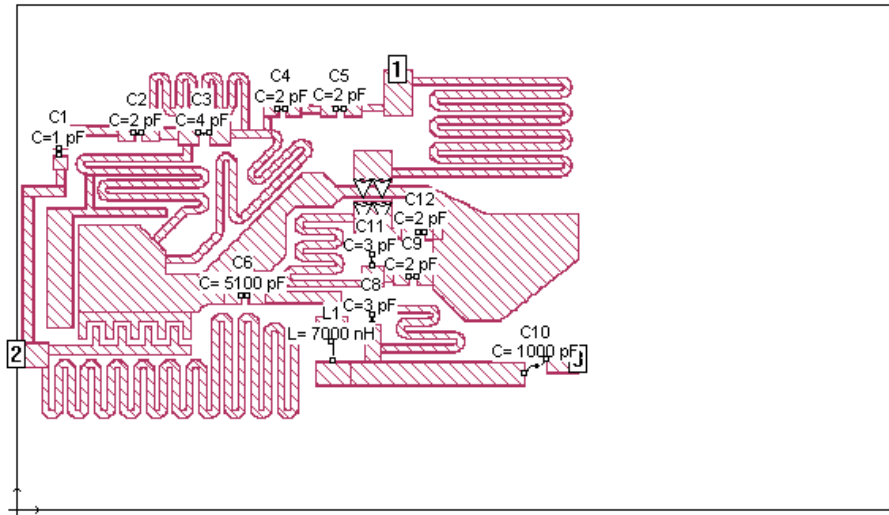 1
C4
C5
C=2 pF
C=2 pF
C2
C3
C1
C=2 pF
C=4 pF
C=1 pF
C12
C=2 pF
C11
C=3 pF
C9
C6
C=2 pF
C= 5100 pF
C8
C=3 pF
L1
L= 7000 nH
C10
C= 1000 pF
2